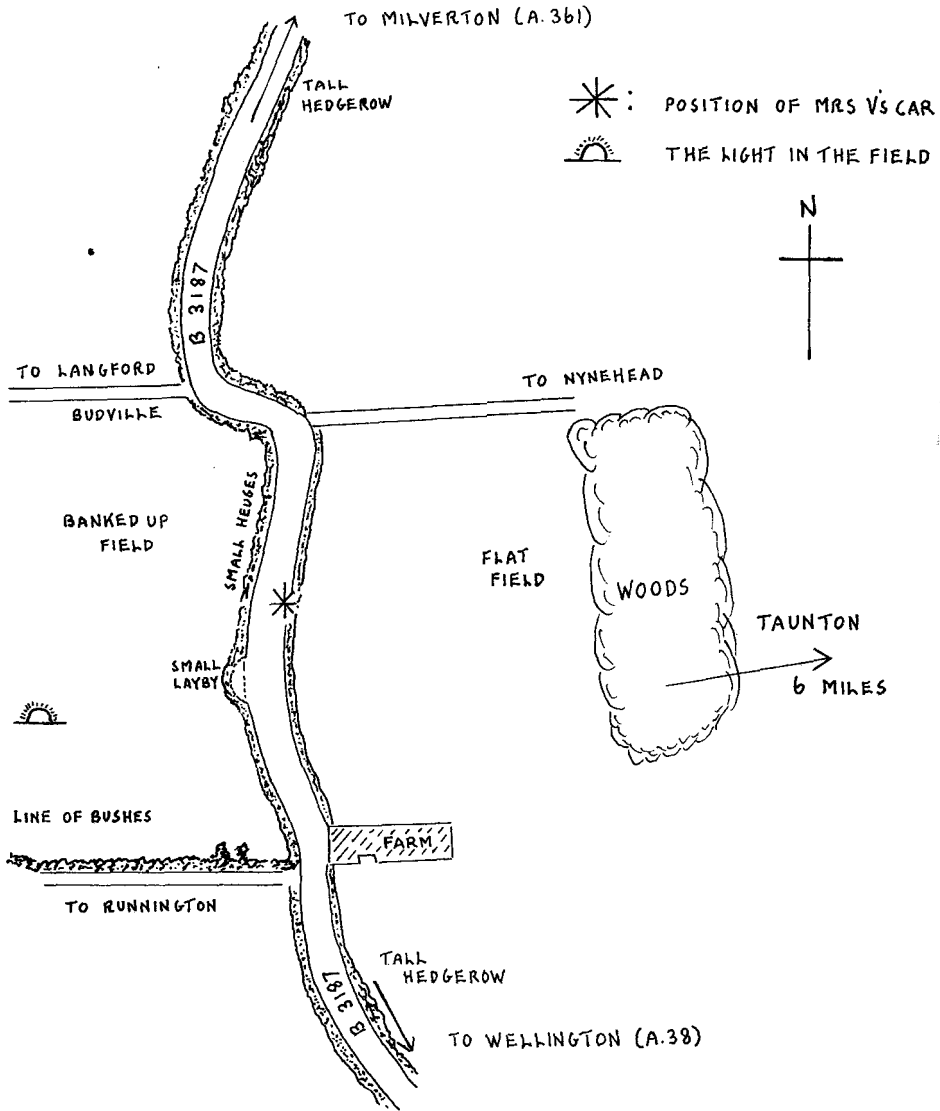 TO MILVERTON (A.361)
TALL
HEDGEROW
: POSITION OF MRS V'S CAR
THE LIGHT IN THE FIELD
N
B 3187
TO LANGFORD
BUDVILLE
TO NYNEHEAD
SMALL HEDGES
BANKED UP
FIELD
FLAT
FIELD
WOODS
TAUNTON
6 MILES
SMALL
LAYBY
LINE OF BUSHES
FARM
TO RUNNINGTON
TALL
HEDGEROW
B 3187
TO WELLINGTON (A.38)